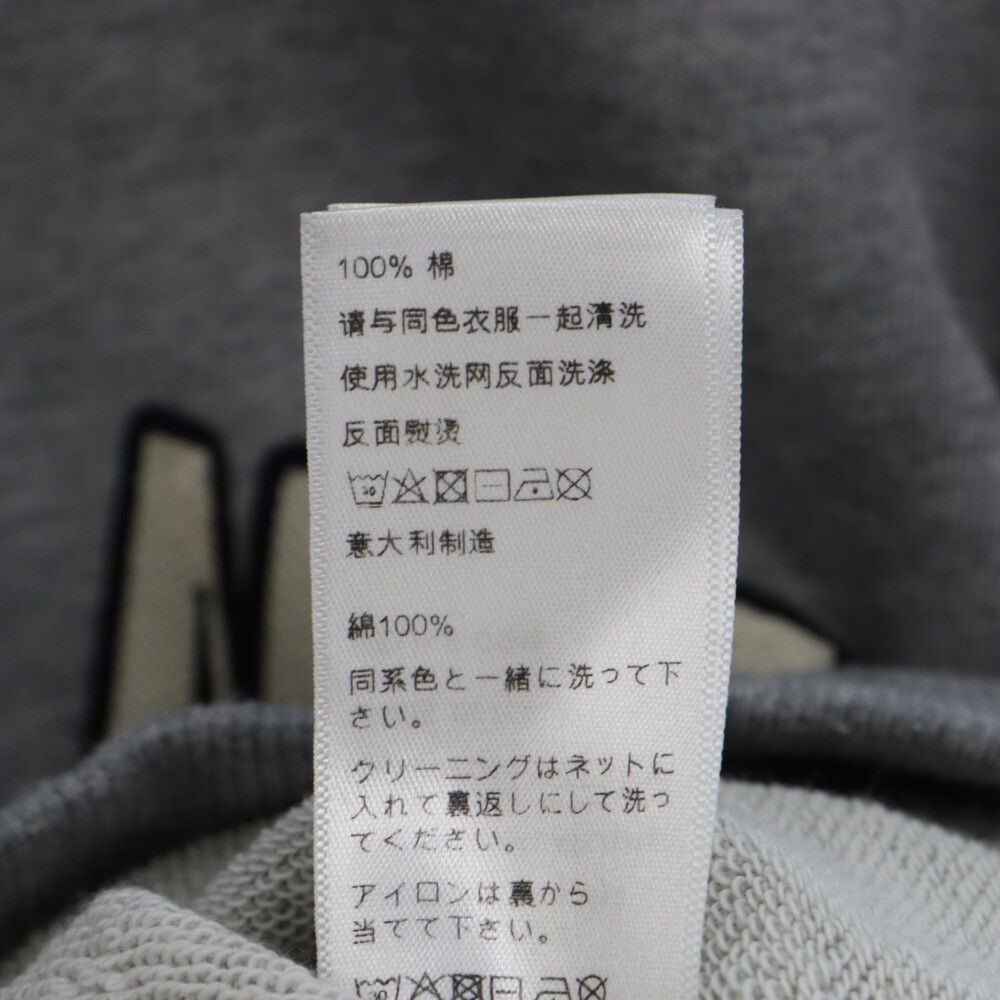 100% 棉
请与同色衣服一起清洗
使用水洗网反面洗涤
反面熨烫
30
意大利制造
綿100%
同系色と一緒に洗って下
さい。
クリーニングはネットに
入れて裏返しにして洗っ
てください。
アイロンは裏から
当てて下さい。